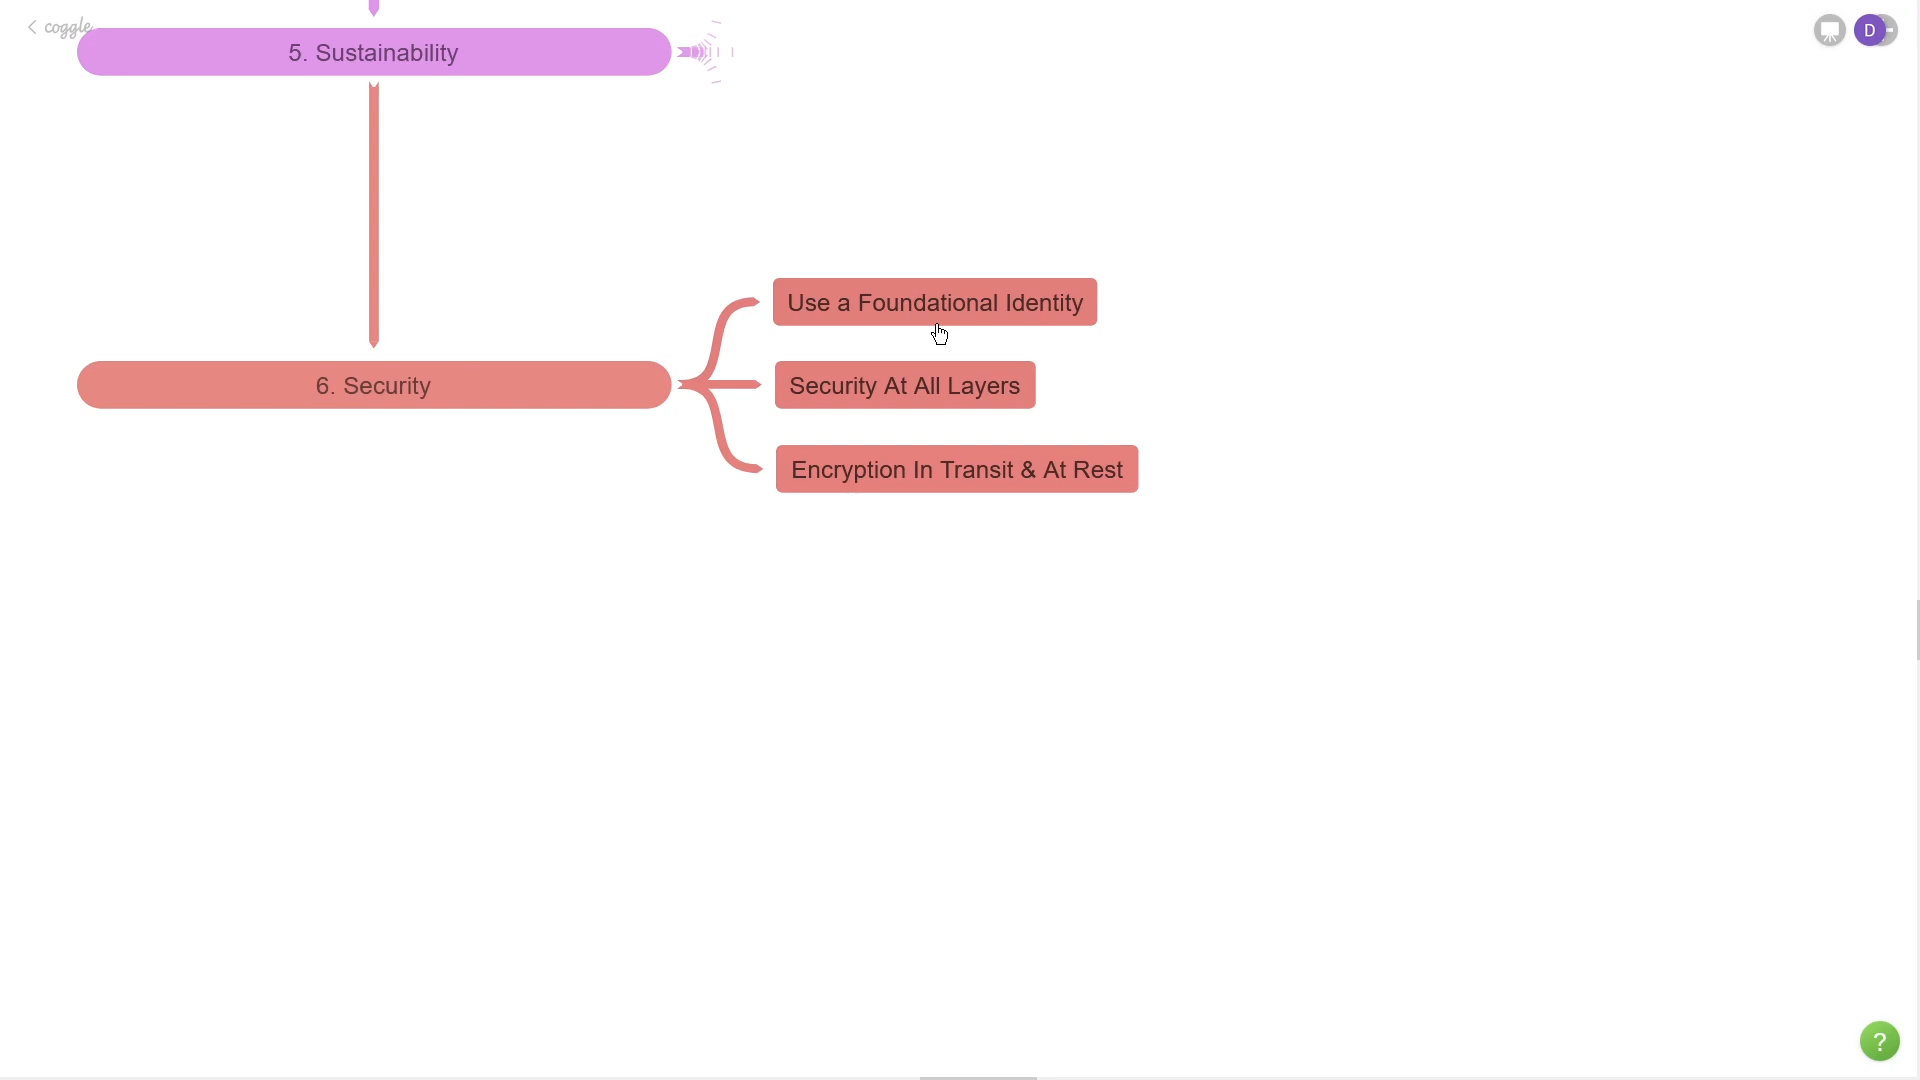 coggle
5. Sustainability
D
Use a Foundational Identity
6. Security
Security At All Layers
Encryption In Transit & At Rest
?